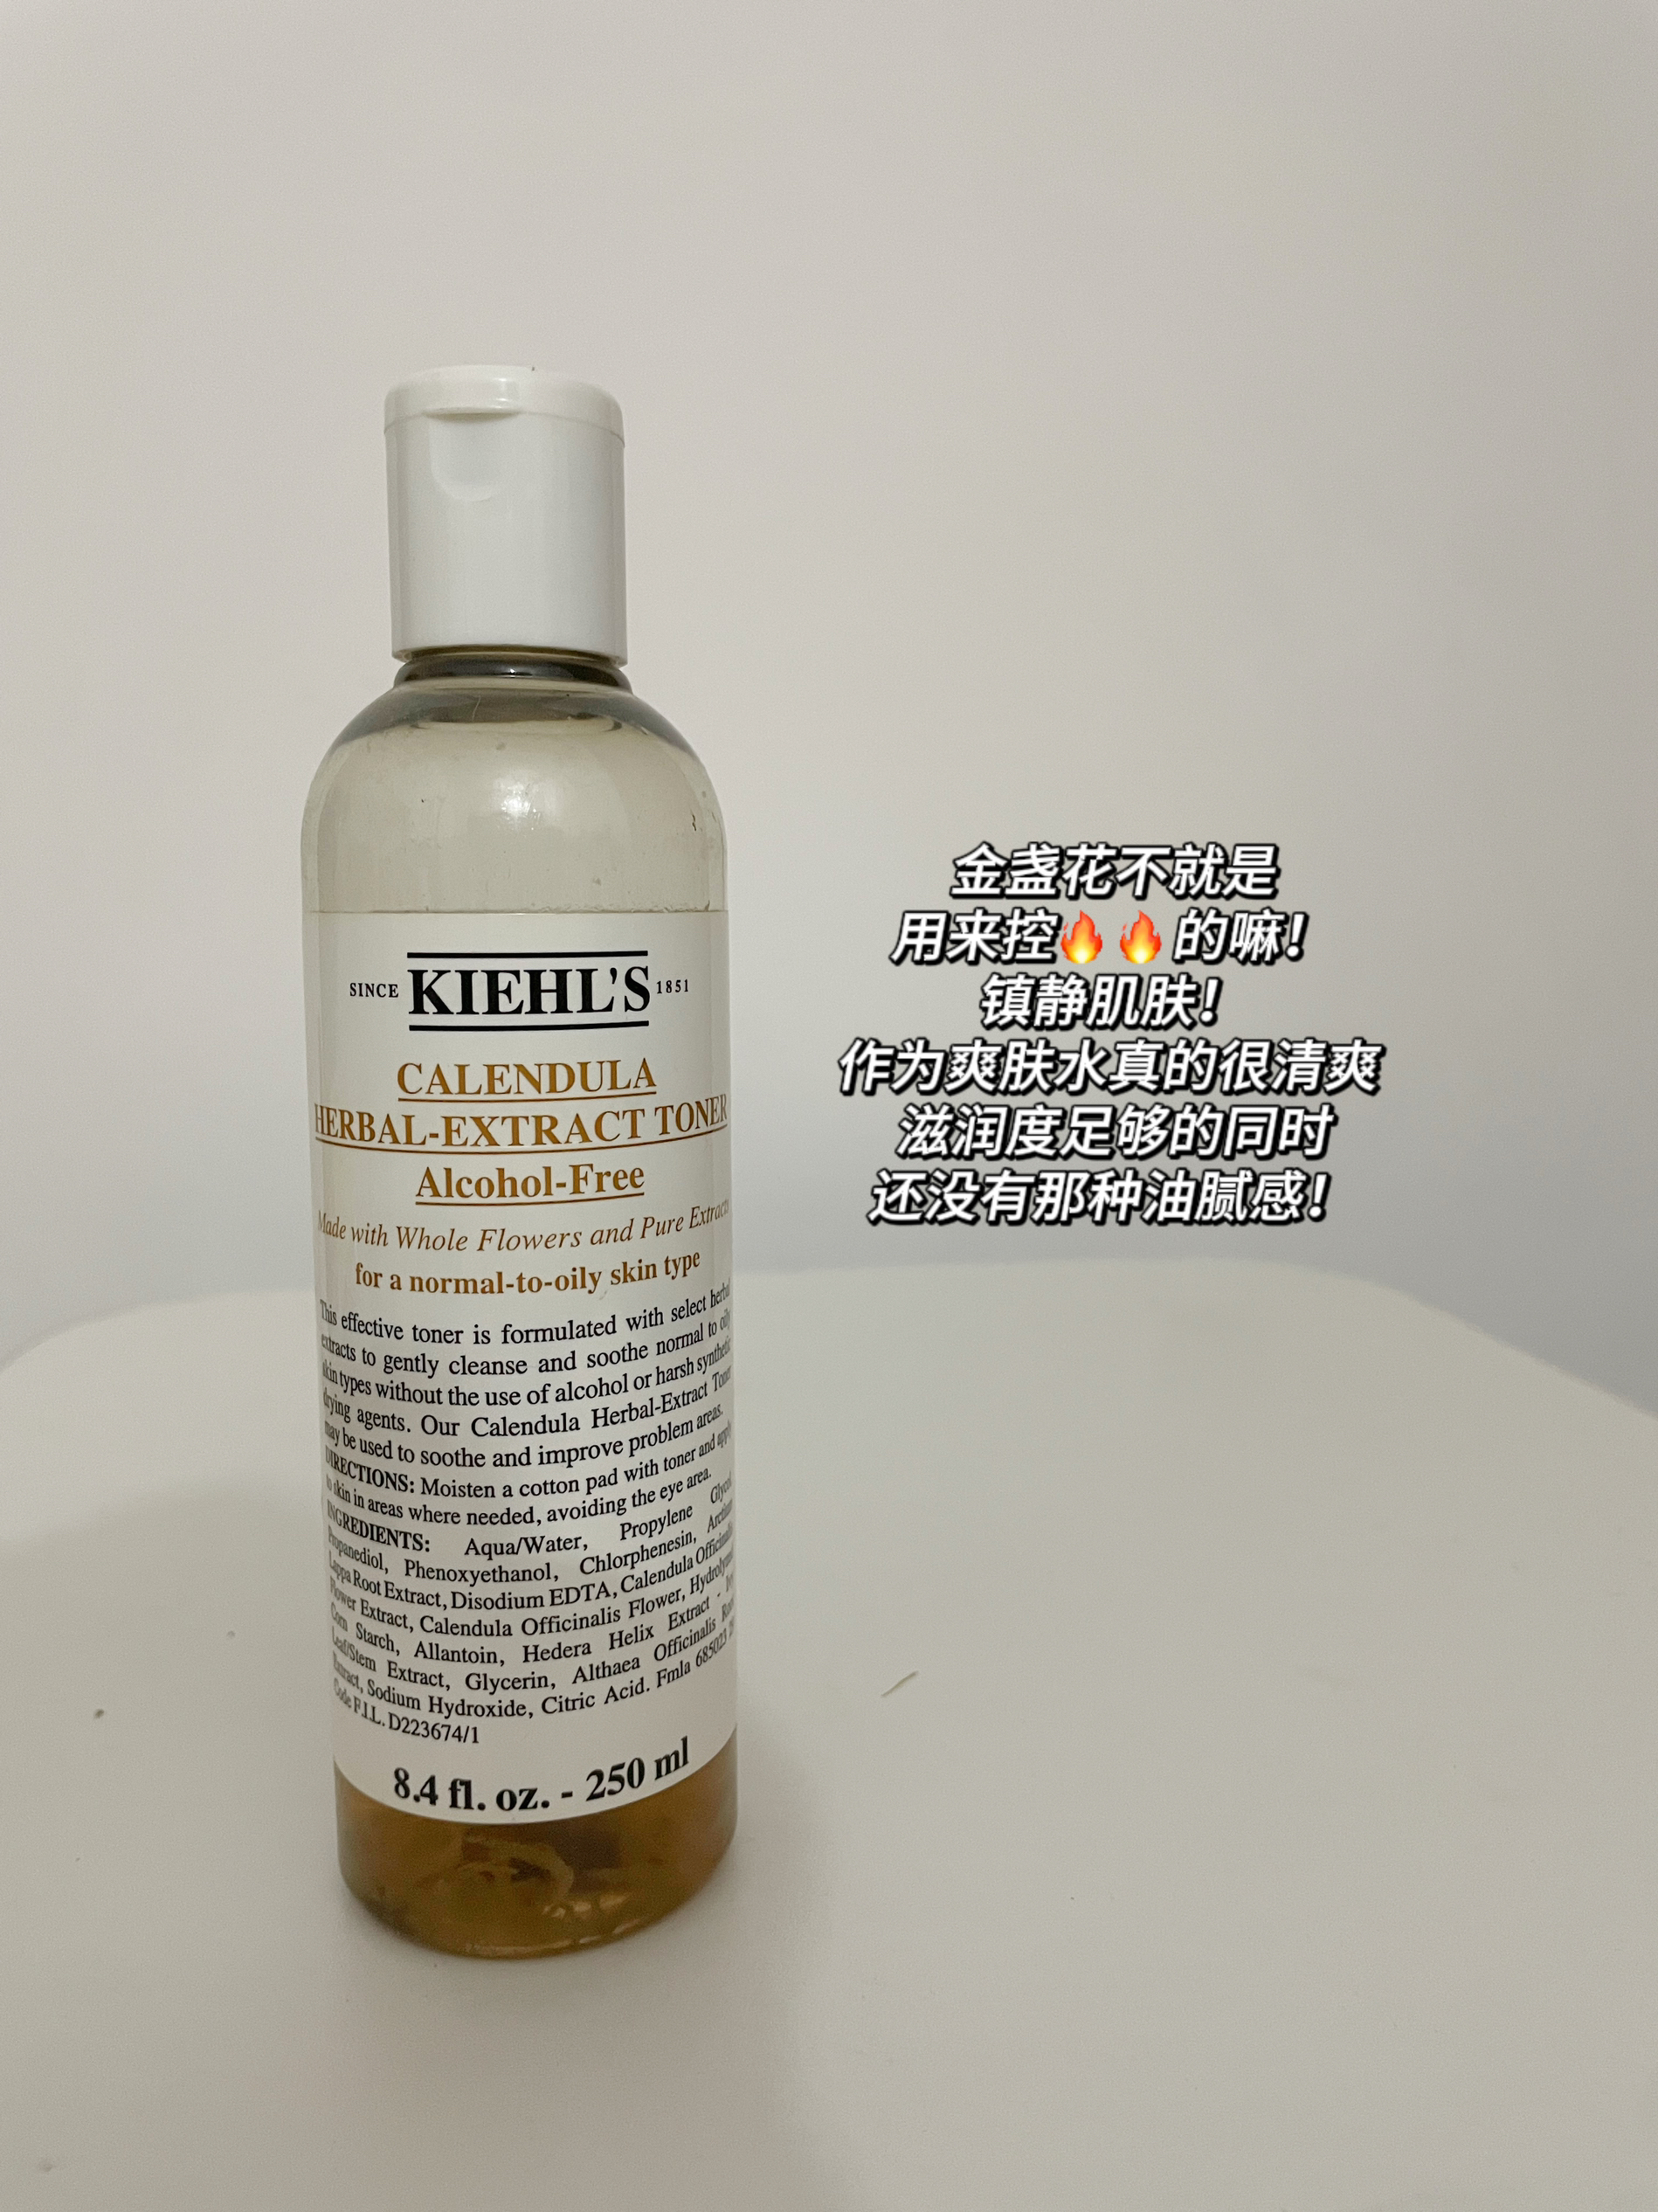 SINCE KIEHL'S 1851
CALENDULA
HERBAL-EXTRACT TONER
Alcohol-Free
Made with Whole Flowers and Pure Extracts
for a normal-to-oily skin type
This effective toner is formulated with select herbal
extracts to gently cleanse and soothe normal to oily
skin types without the use of alcohol or harsh synthetic
drying agents. Our Calendula Herbal-Extract Toner
may be used to soothe and improve problem areas.
DIRECTIONS: Moisten a cotton pad with toner and apply
to skin in areas where needed, avoiding the eye area.
INGREDIENTS: Aqua/Water, Propylene Glycol,
Propanediol, Phenoxyethanol, Chlorphenesin, Arctium
Lappa Root Extract, Disodium EDTA, Calendula Officinalis
Flower Extract, Calendula Officinalis Flower, Hydrolyzed
Corn Starch, Allantoin, Hedera Helix Extract -
Leaf/Stem Extract, Glycerin, Althaea Officinalis Root
Extract, Sodium Hydroxide, Citric Acid. Fmla 685023
Code F.I.L. D223674/1
8.4 fl. oz. - 250 ml
金盏花不就是
用来控🔥🔥的嘛！
镇静肌肤！
作为爽肤水真的很清爽
滋润度足够的同时
还没有那种油腻感！